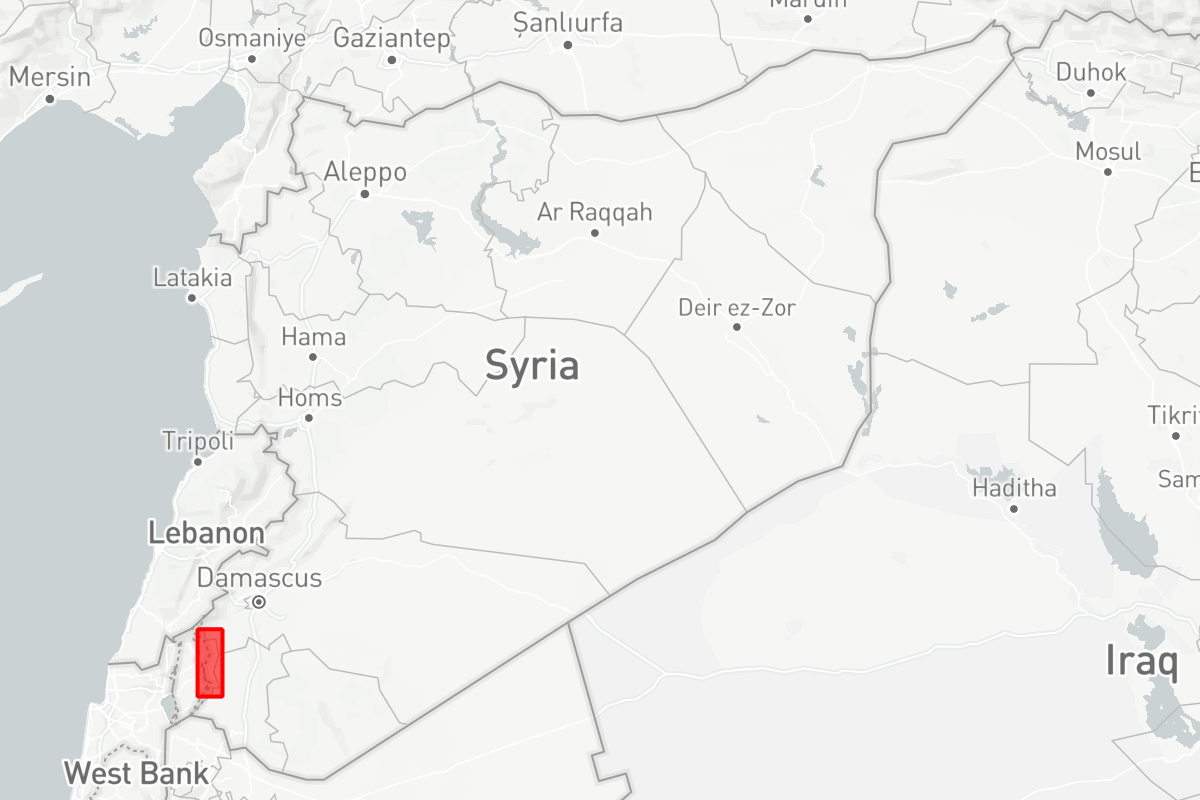 Mardin
Şanlıurfa
Osmaniye
Gaziantep
Mersin
Duhok
Mosul
Aleppo
Ar Raqqah
Latakia
Deir ez-Zor
Hama
Syria
Homs
Tikri
Tripoli
Sam
Haditha
Lebanon
Damascus
Iraq
West Bank